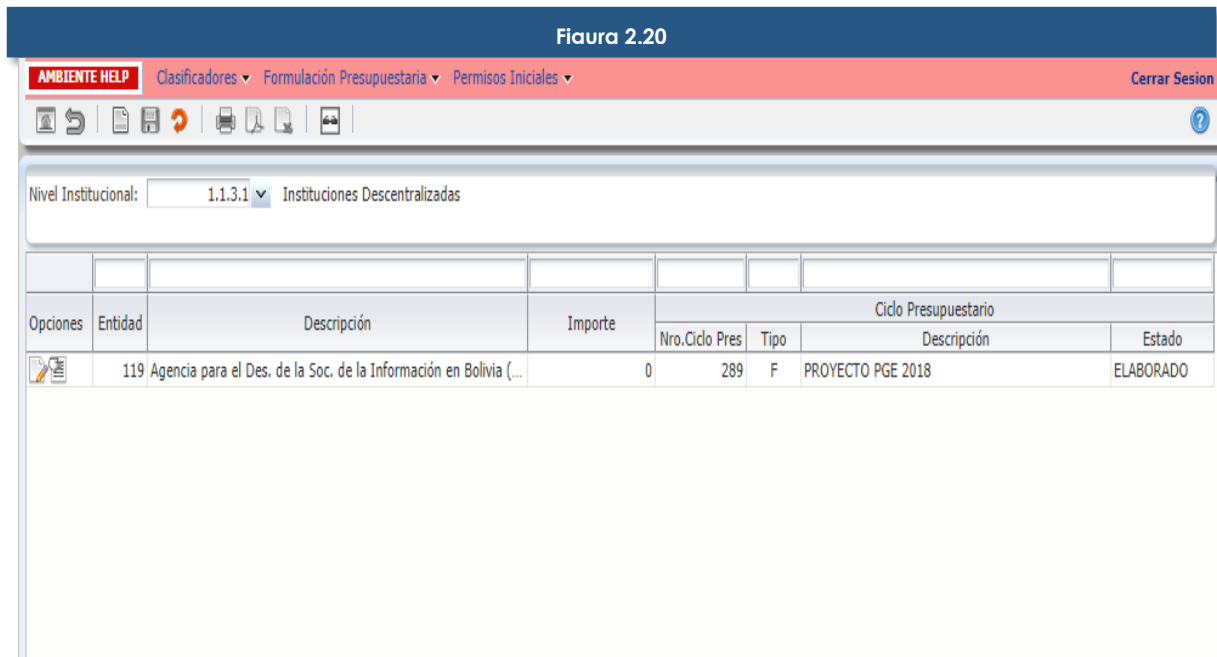 Figura 2.20
AMBIENTE HELP Clasificadores Formulación Presupuestaria Permisos Iniciales Cerrar Sesion
?
Nivel Institucional: 1.1.3.1 Instituciones Descentralizadas
Opciones Entidad Descripción Importe Ciclo Presupuestario
Nro.Ciclo Pres Tipo Descripción Estado
119 Agencia para el Des. de la Soc. de la Información en Bolivia (... 0 289 F PROYECTO PGE 2018 ELABORADO